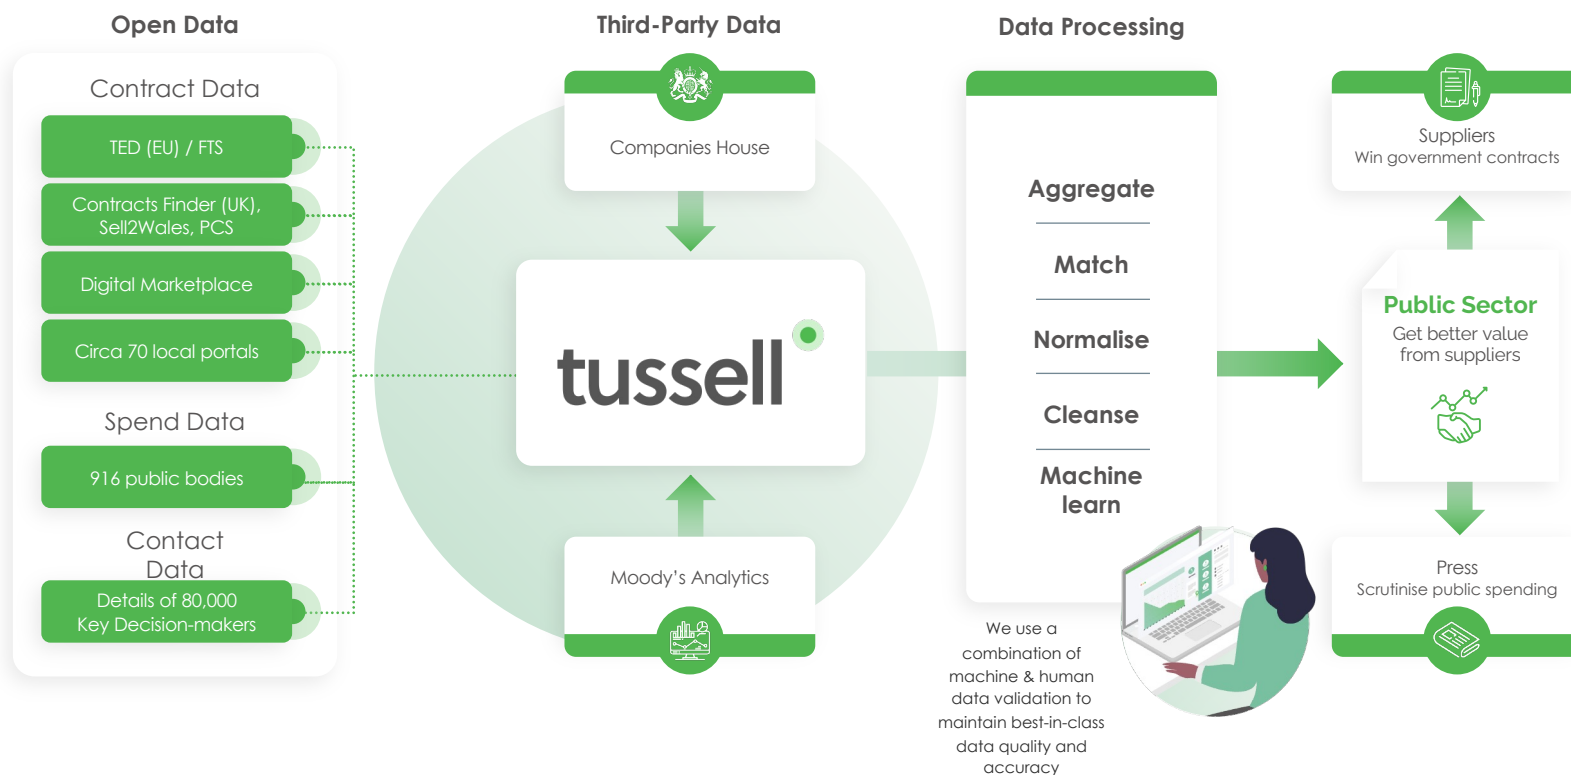 Open Data
Contract Data
TED (EU) / FTS
Contracts Finder (UK),
Sell2Wales, PCS
Digital Marketplace
Circa 70 local portals
Spend Data
916 public bodies
Contact
Data
Details of 80,000
Key Decision-makers
Third-Party Data
Companies House
tussell
Moody's Analytics
Data Processing
Aggregate
Match
Normalise
Cleanse
Machine
learn
We use a
combination of
machine & human
data validation to
maintain best-in-class
data quality and
accuracy
Suppliers
Win government contracts
Public Sector
Get better value
from suppliers
Press
Scrutinise public spending